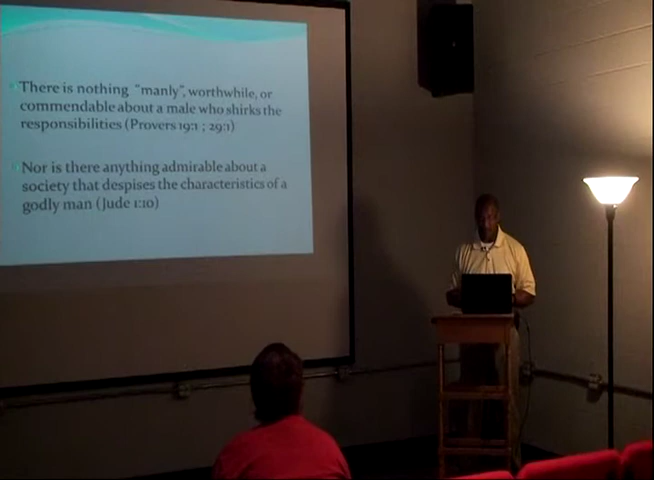 There is nothing "manly", worthwhile, or
commendable about a male who shirks the
responsibilities (Provers 19:1 ; 29:1)
Nor is there anything admirable about a
society that despises the characteristics of a
godly man (Jude 1:10)